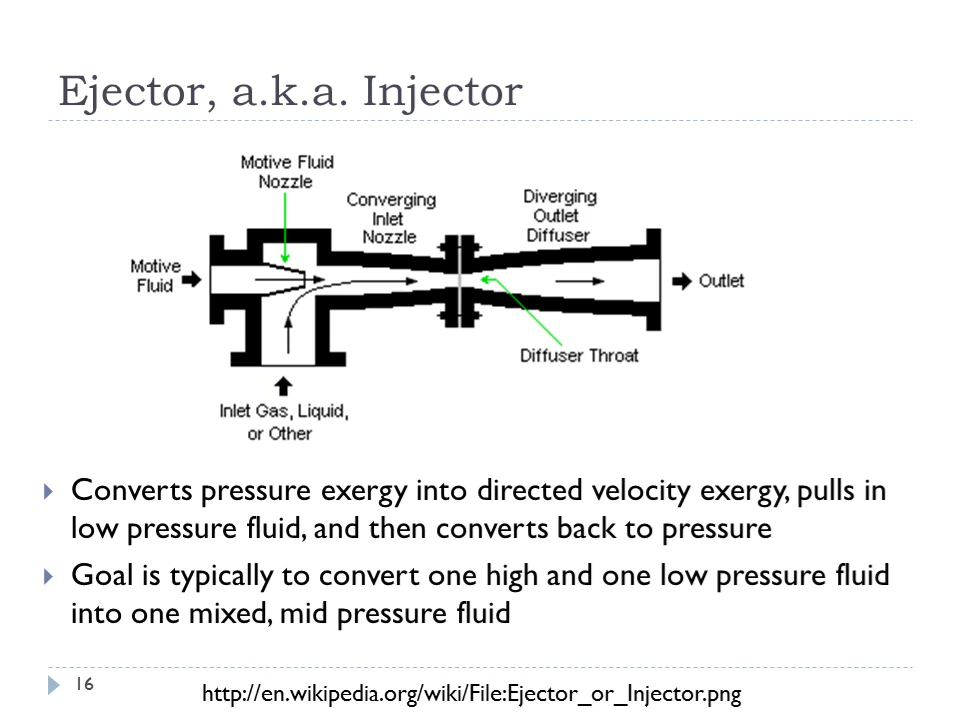 Ejector, a.k.a. Injector
Motive Fluid
Nozzle
Converging
Inlet
Nozzle
Diverging
Outlet
Diffuser
Motive
Fluid
Outlet
Diffuser Throat
Inlet Gas, Liquid,
or Other
Converts pressure exergy into directed velocity exergy, pulls in
low pressure fluid, and then converts back to pressure
Goal is typically to convert one high and one low pressure fluid
into one mixed, mid pressure fluid
16
http://en.wikipedia.org/wiki/File:Ejector_or_Injector.png